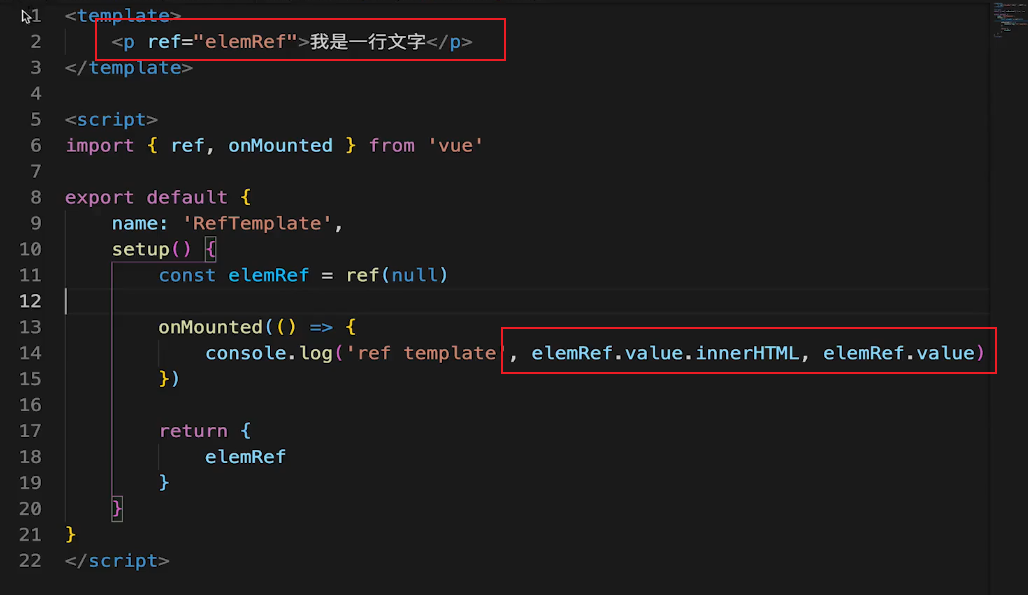 1 <template>
2 <p ref="elemRef">我是一行文字</p>
3 </template>
4
5 <script>
6 import { ref, onMounted } from 'vue'
7
8 export default {
9 name: 'RefTemplate',
10 setup() {
11 const elemRef = ref(null)
12
13 onMounted(() => {
14 console.log('ref template', elemRef.value.innerHTML, elemRef.value)
15 })
16
17 return {
18 elemRef
19 }
20 }
21 }
22 </script>